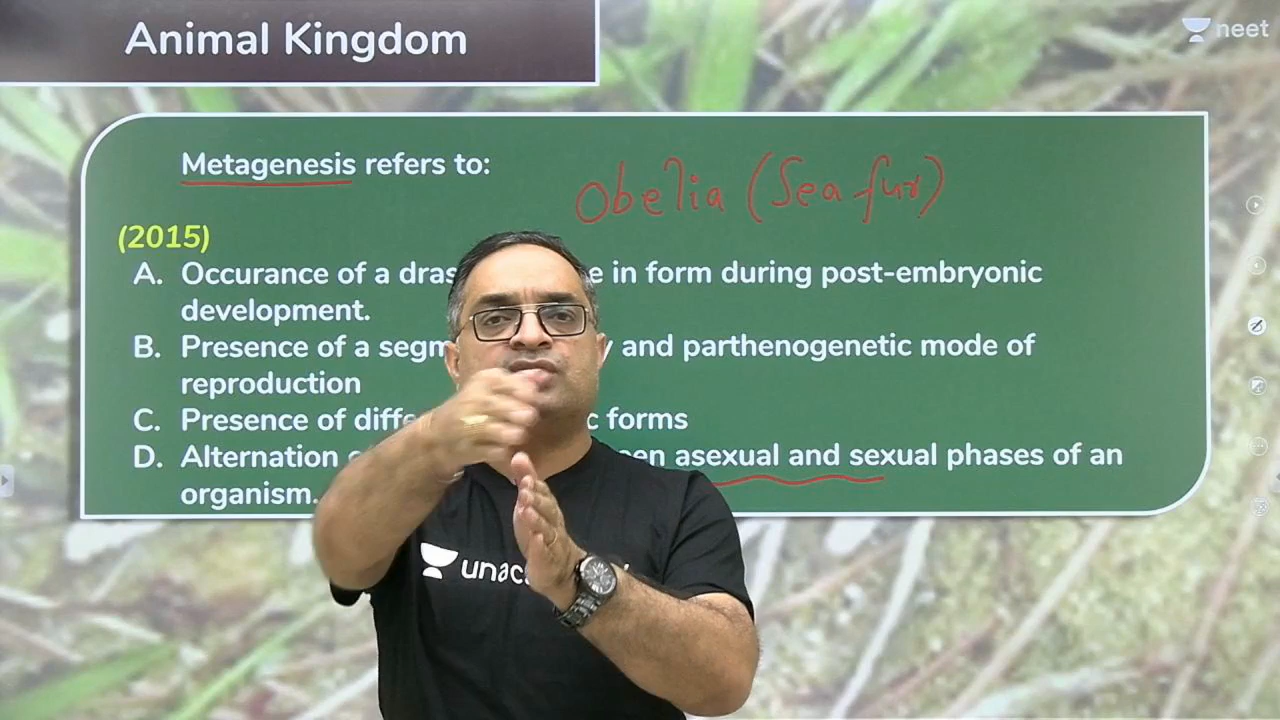 Animal Kingdom
neet
Metagenesis refers to:
Obelia (Sea fur)
(2015)
A. Occurance of a dras e in form during post-embryonic
development.
B. Presence of a segm y and parthenogenetic mode of
reproduction
C. Presence of diffe c forms
D. Alternation een asexual and sexual phases of an
organism.
unac